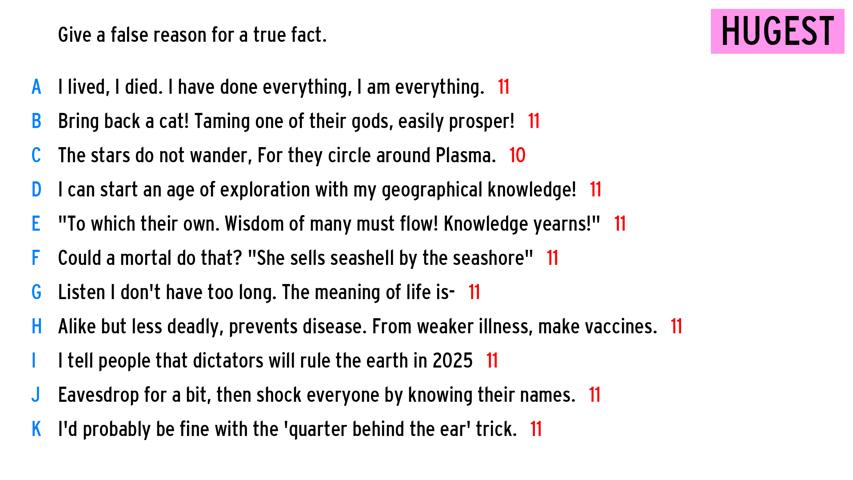 Give a false reason for a true fact.
HUGEST
A I lived, I died. I have done everything, I am everything. 11
B Bring back a cat! Taming one of their gods, easily prosper! 11
C The stars do not wander, For they circle around Plasma. 10
D I can start an age of exploration with my geographical knowledge! 11
E "To which their own. Wisdom of many must flow! Knowledge yearns!" 11
F Could a mortal do that? "She sells seashell by the seashore" 11
G Listen I don't have too long. The meaning of life is- 11
H Alike but less deadly, prevents disease. From weaker illness, make vaccines. 11
I I tell people that dictators will rule the earth in 2025 11
J Eavesdrop for a bit, then shock everyone by knowing their names. 11
K I'd probably be fine with the 'quarter behind the ear' trick. 11